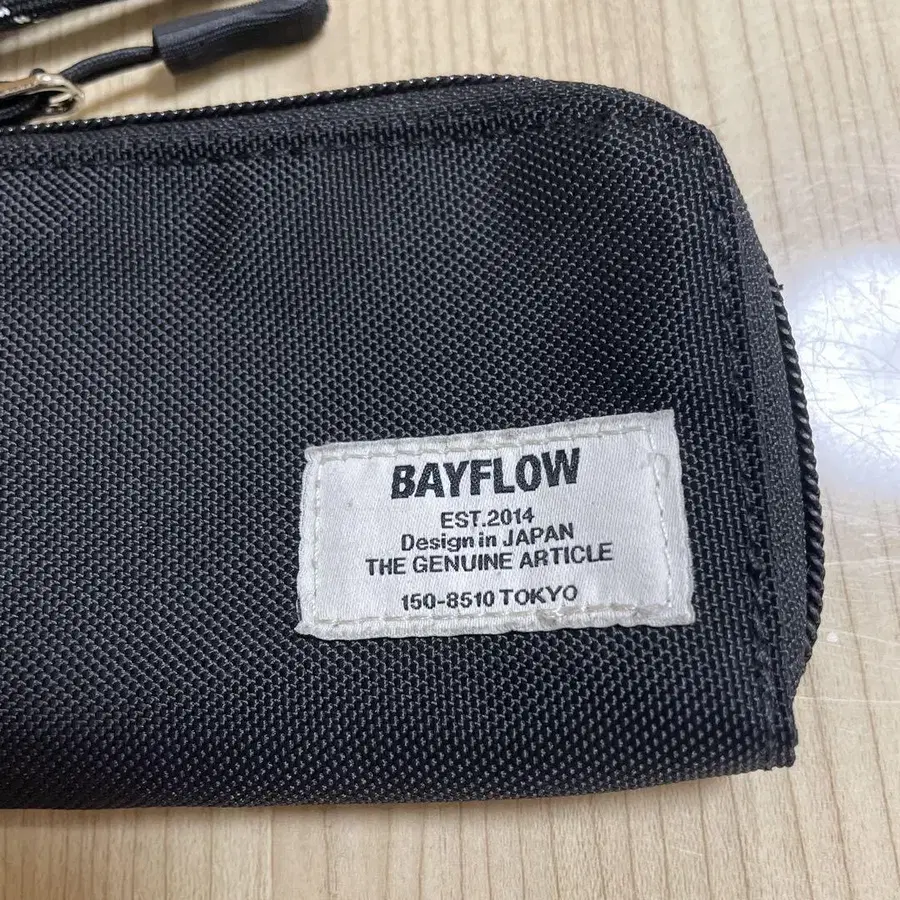 BAYFLOW
EST.2014
Design in JAPAN
THE GENUINE ARTICLE
150-8510 TOKYO